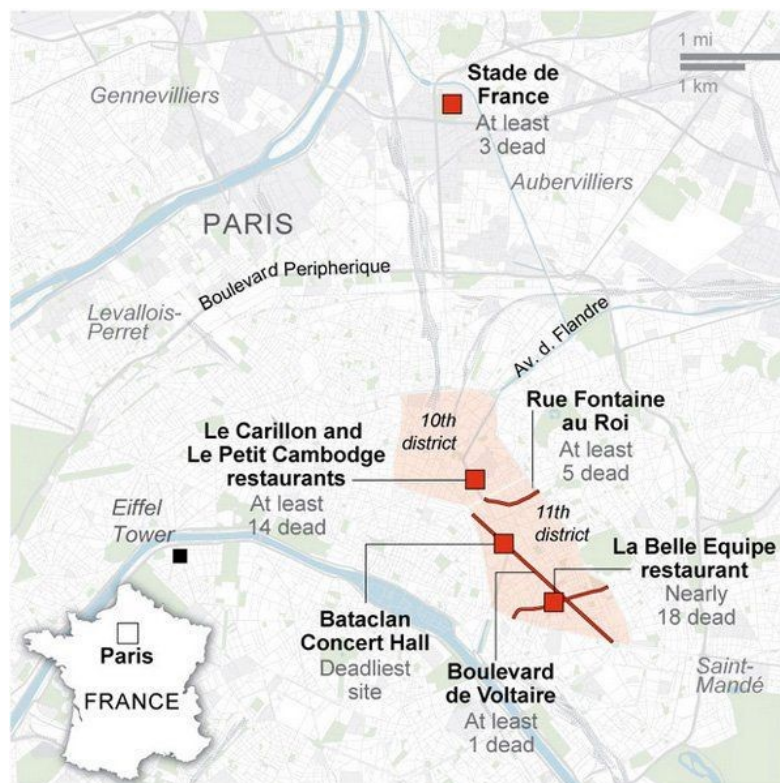 1 mi
1 km
Stade de
France
At least
3 dead
Gennevilliers
Aubervilliers
PARIS
Boulevard Peripherique
Levallois-
Perret
Av. d. Flandre
10th
district
Rue Fontaine
au Roi
At least
5 dead
Le Carillon and
Le Petit Cambodge
restaurants
At least
14 dead
Eiffel
Tower
11th
district
La Belle Equipe
restaurant
Nearly
18 dead
Bataclan
Concert Hall
Deadliest
site
Boulevard
de Voltaire
At least
1 dead
Saint-
Mandé
Paris
FRANCE